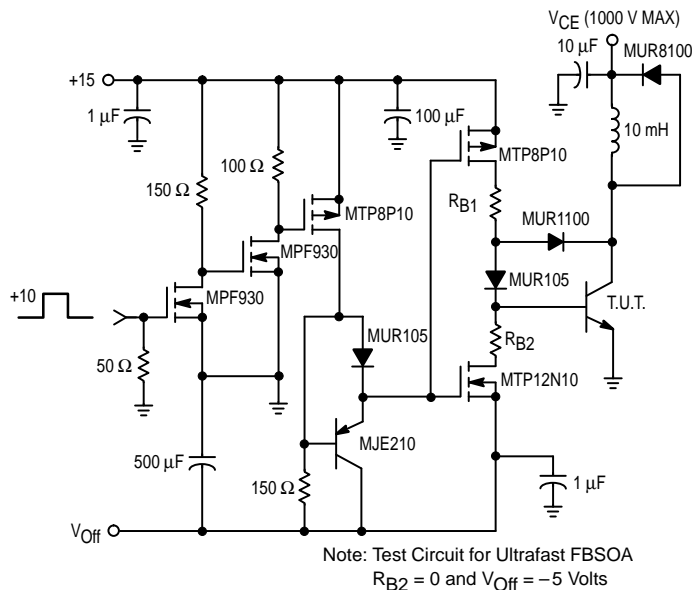 V_CE (1000 V MAX)
10 µF
MUR8100
+15
1 µF
100 µF
10 mH
MTP8P10
150 Ω
100 Ω
MTP8P10
R_B1
MPF930
MUR1100
MPF930
+10
MUR105
T.U.T.
MUR105
R_B2
50 Ω
MTP12N10
MJE210
500 µF
150 Ω
1 µF
V_Off
Note: Test Circuit for Ultrafast FBSOA
R_B2 = 0 and V_Off = −5 Volts